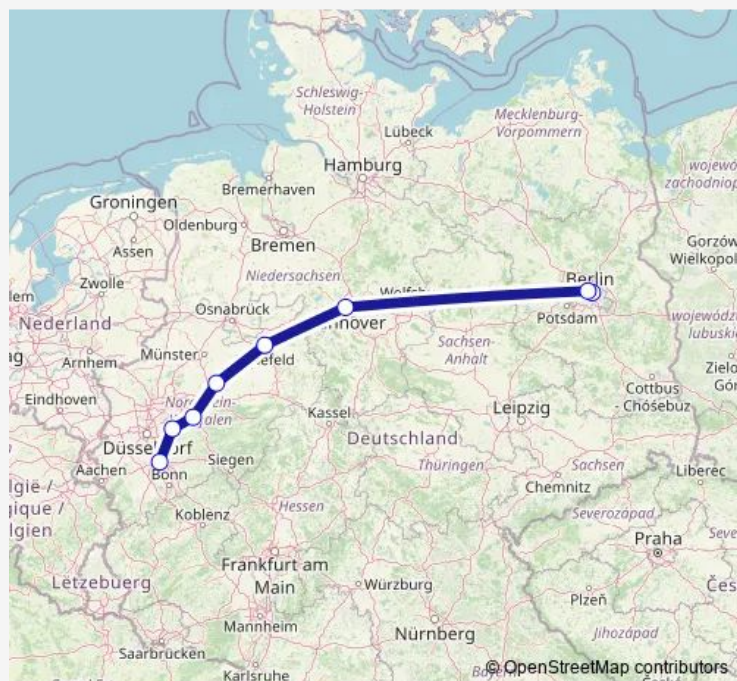 Schleswig-
Holstein
Mecklenburg-
Vorpommern
Lübeck
Hamburg
Bremerhaven
Groningen
Oldenburg
Bremen
Assen
Zwolle
Niedersachsen
Berlin
Gorzów
Wielkopol
Osnabrück
Potsdam
Nederland
Arnhem
Münster
Sachsen-
Anhalt
Eindhoven
Cottbus
- Chóśebuz
Kassel
Leipzig
Düsseldorf
Deutschland
Aachen
Bonn
Siegen
Thüringen
Sachsen
Liberec
Chemnitz
Koblenz
Hessen
Severozápad
Praha
Frankfurt am
Main
Lëtzebuerg
Würzburg
Plzeň
Mannheim
Nürnberg
Jihozápad
Saarbrücken
Karlsruhe
© OpenStreetMap contributors